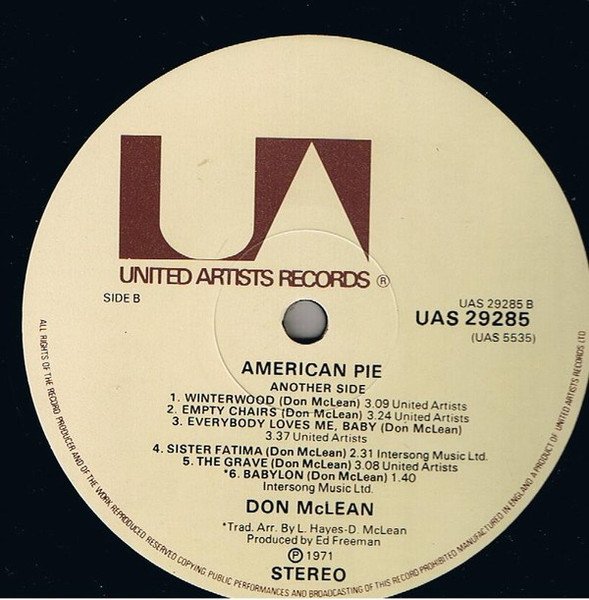 UA
UNITED ARTISTS RECORDS ®
SIDE B
UAS 29285 B
UAS 29285
(UAS 5535)
AMERICAN PIE
ANOTHER SIDE
1. WINTERWOOD (Don McLean) 3.09 United Artists
2. EMPTY CHAIRS (Don McLean) 3.24 United Artists
3. EVERYBODY LOVES ME, BABY (Don McLean)
3.37 United Artists
4. SISTER FATIMA (Don McLean) 2.31 Intersong Music Ltd.
5. THE GRAVE (Don McLean) 3.08 United Artists
*6. BABYLON (Don McLean) 1.40
Intersong Music Ltd.
DON McLEAN
*Trad. Arr. By L. Hayes-D. McLean
Produced by Ed Freeman
℗ 1971
STEREO
ALL RIGHTS OF THE RECORD PRODUCER AND OF THE WORK REPRODUCED RESERVED COPYING, PUBLIC PERFORMANCES AND BROADCASTING OF THIS RECORD PROHIBITED MANUFACTURED IN ENGLAND A PRODUCT OF UNITED ARTISTS RECORDS LTD